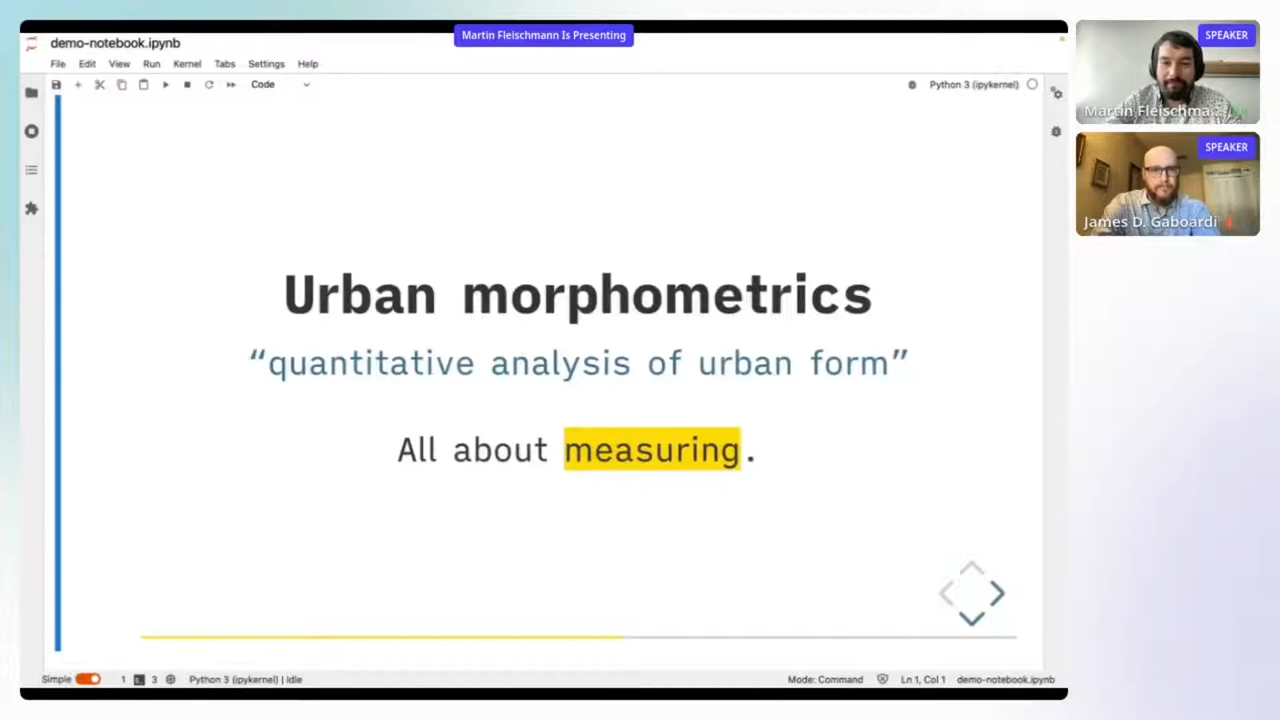 Martin Fleischmann Is Presenting
demo-notebook.ipynb
File Edit View Run Kernel Tabs Settings Help
Code
Python 3 (ipykernel)
Urban morphometrics
“quantitative analysis of urban form”
All about measuring.
Simple 1 3 Python 3 (ipykernel) | Idle
Mode: Command Ln 1, Col 1 demo-notebook.ipynb
SPEAKER
Martin Fleischma...
SPEAKER
James D. Gaboardi